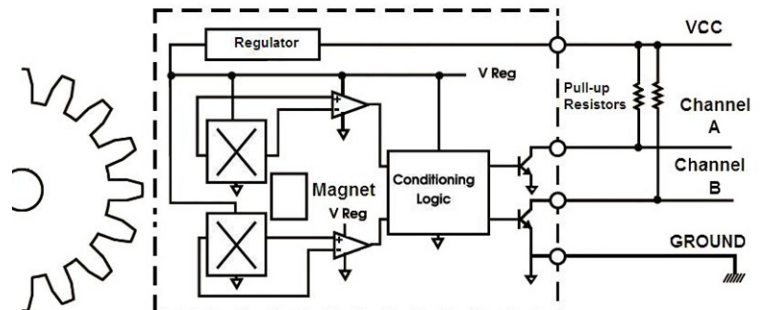 Regulator
VCC
V Reg
Pull-up
Resistors
Channel
A
+
-
Conditioning
Logic
Channel
B
Magnet
V Reg
+
-
GROUND